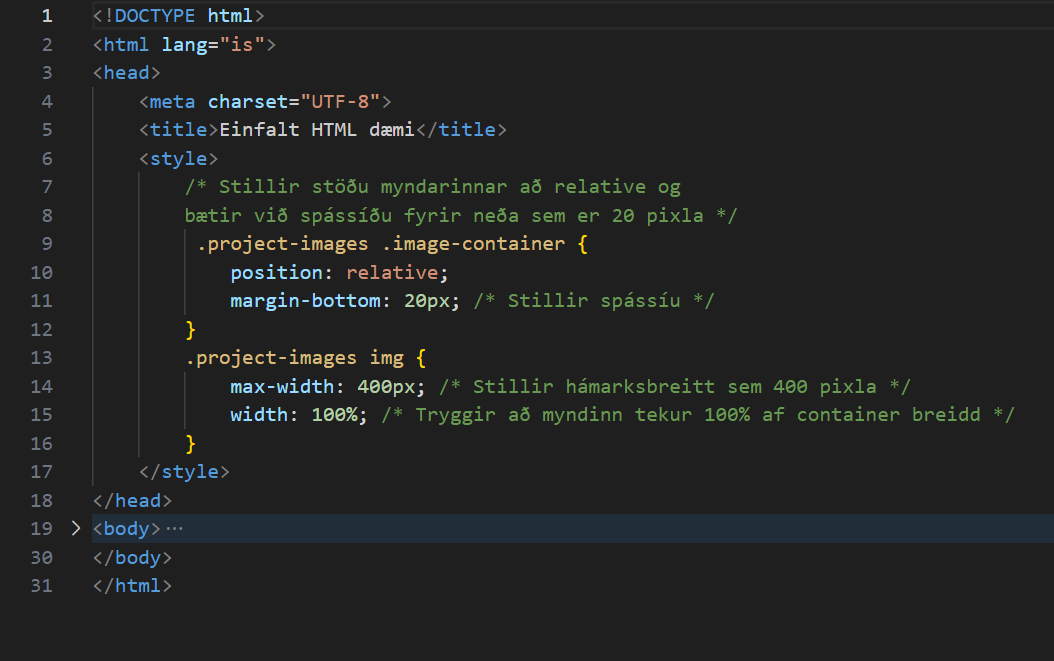 1 <!DOCTYPE html>
2 <html lang="is">
3 <head>
4 <meta charset="UTF-8">
5 <title>Einfalt HTML dæmi</title>
6 <style>
7 /* Stillir stöðu myndarinnar að relative og
8 bætir við spássíðu fyrir neða sem er 20 pixla */
9 .project-images .image-container {
10 position: relative;
11 margin-bottom: 20px; /* Stillir spássíu */
12 }
13 .project-images img {
14 max-width: 400px; /* Stillir hámarksbreitt sem 400 pixla */
15 width: 100%; /* Tryggir að myndinn tekur 100% af container breidd */
16 }
17 </style>
18 </head>
19 <body>⋯
30 </body>
31 </html>